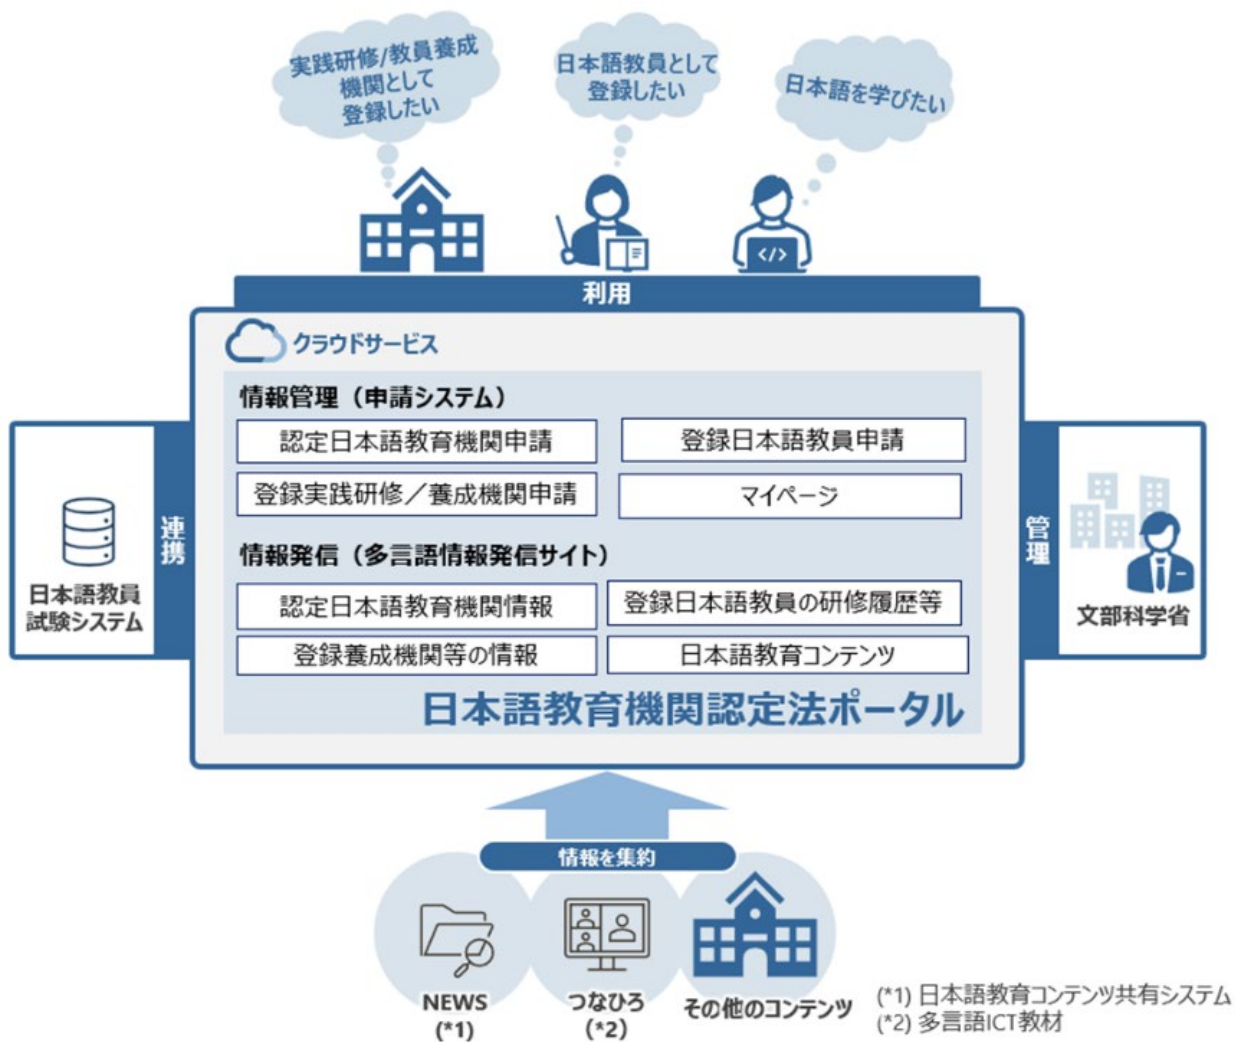 実践研修/教員養成
機関として
登録したい
日本語教員として
登録したい
日本語を学びたい
</>
利用
クラウドサービス
情報管理（申請システム）
認定日本語教育機関申請
登録日本語教員申請
登録実践研修／養成機関申請
マイページ
情報発信（多言語情報発信サイト）
認定日本語教育機関情報
登録日本語教員の研修履歴等
登録養成機関等の情報
日本語教育コンテンツ
日本語教育機関認定法ポータル
連携
日本語教員
試験システム
管理
文部科学省
情報を集約
NEWS
(*1)
つなひろ
(*2)
その他のコンテンツ
(*1) 日本語教育コンテンツ共有システム
(*2) 多言語ICT教材